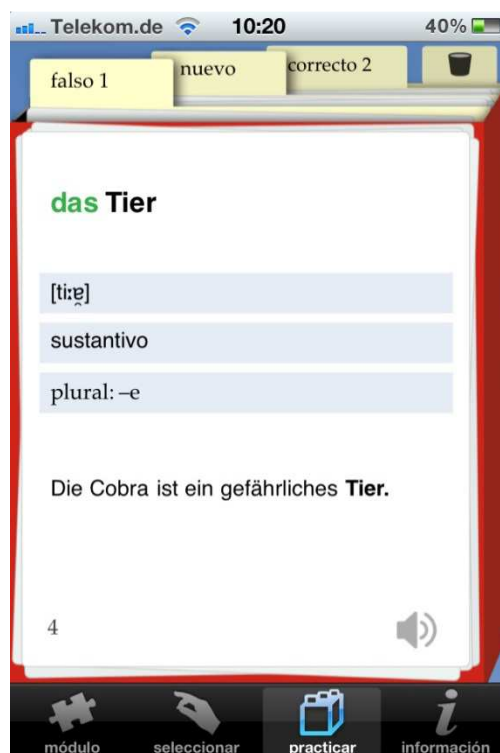 Telekom.de 10:20 40%
falso 1 nuevo correcto 2
das Tier
[tiːɐ̯]
sustantivo
plural: –e
Die Cobra ist ein gefährliches Tier.
4
módulo seleccionar practicar información